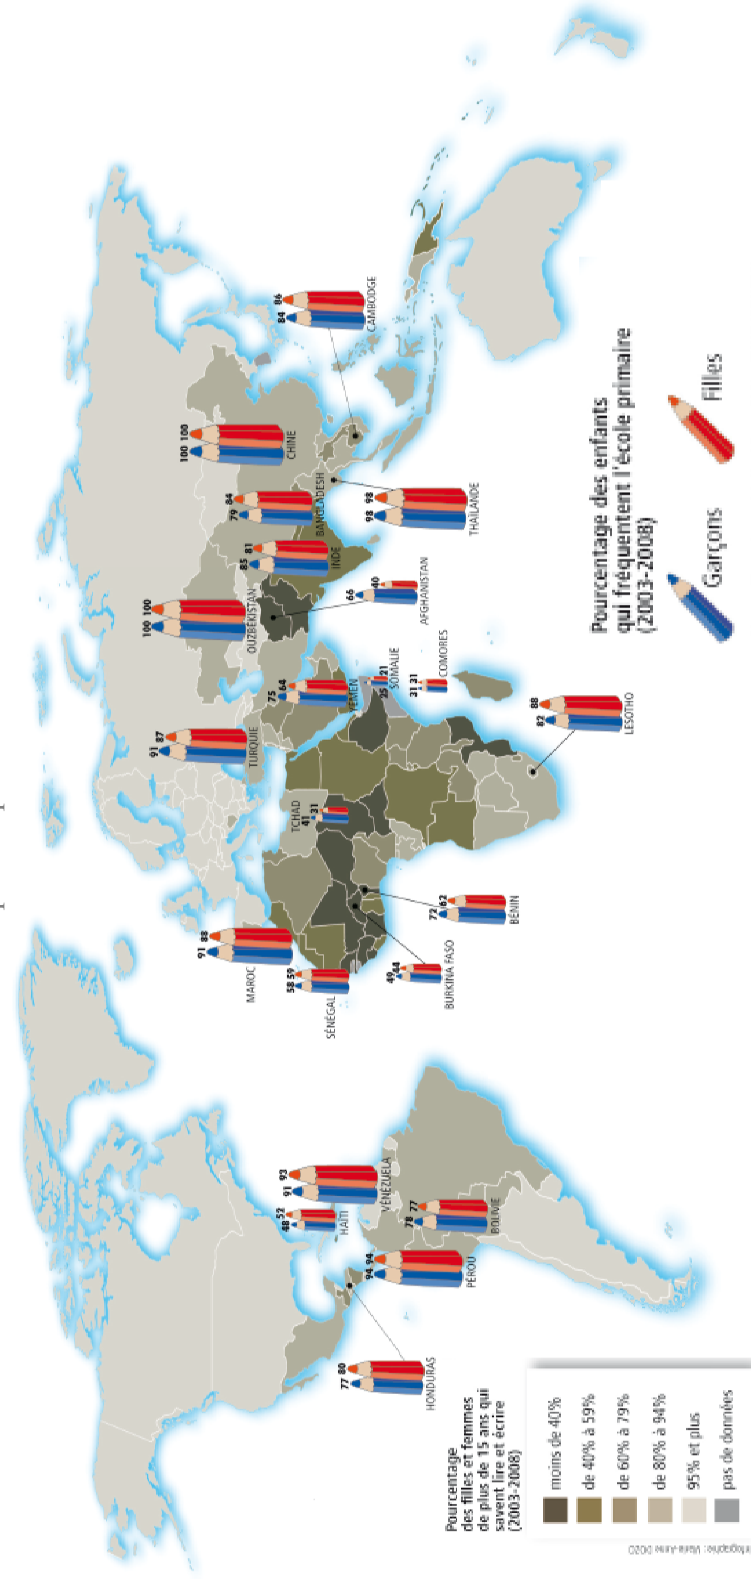 100 100
OUZBÉKISTAN
91 87
TURQUIE
100 100
CHINE
91 88
MAROC
79 84
BANGLADESH
85 81
INDE
84 86
CAMBODGE
75 64
YÉMEN
TCHAD
41 31
58 59
SÉNÉGAL
48 52
HAÏTI
91 93
VÉNÉZUELA
77 80
HONDURAS
94 94
PÉROU
78 77
BOLIVIE
49 44
BURKINA FASO
72 62
BÉNIN
66 40
AFGHANISTAN
98 98
THAÏLANDE
25 21
SOMALIE
31 31
COMORES
82 88
LESOTHO
Pourcentage
des filles et femmes
de plus de 15 ans qui
savent lire et écrire
(2003-2008)
moins de 40%
de 40% à 59%
de 60% à 79%
de 80% à 94%
95% et plus
pas de données
Pourcentage des enfants
qui fréquentent l'école primaire
(2003-2008)
Garçons
Filles